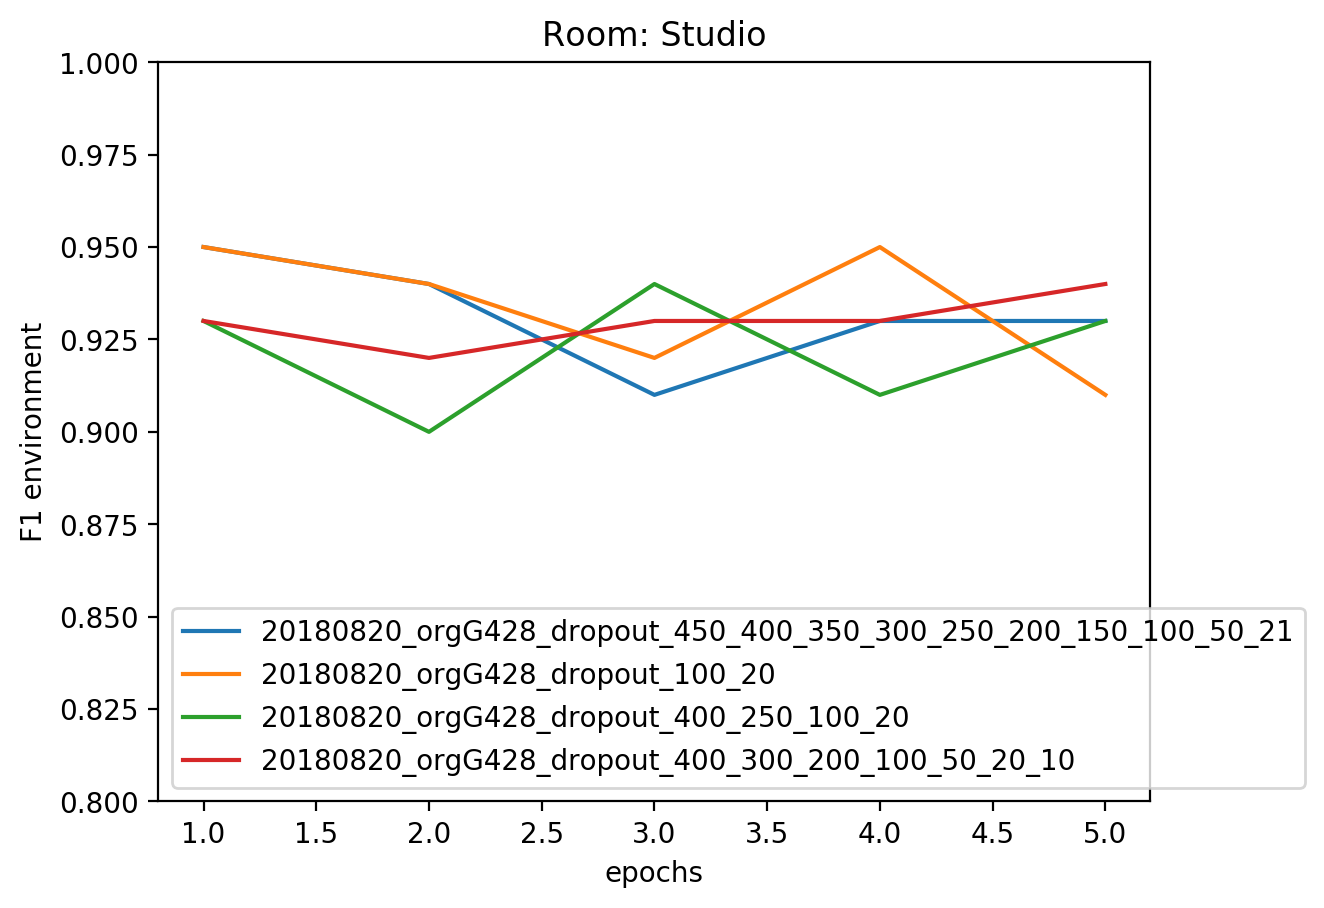 Room: Studio
1.000
0.975
0.950
0.925
0.900
0.875
0.850
0.825
0.800
F1 environment
20180820_orgG428_dropout_450_400_350_300_250_200_150_100_50_21
20180820_orgG428_dropout_100_20
20180820_orgG428_dropout_400_250_100_20
20180820_orgG428_dropout_400_300_200_100_50_20_10
1.0 1.5 2.0 2.5 3.0 3.5 4.0 4.5 5.0
epochs